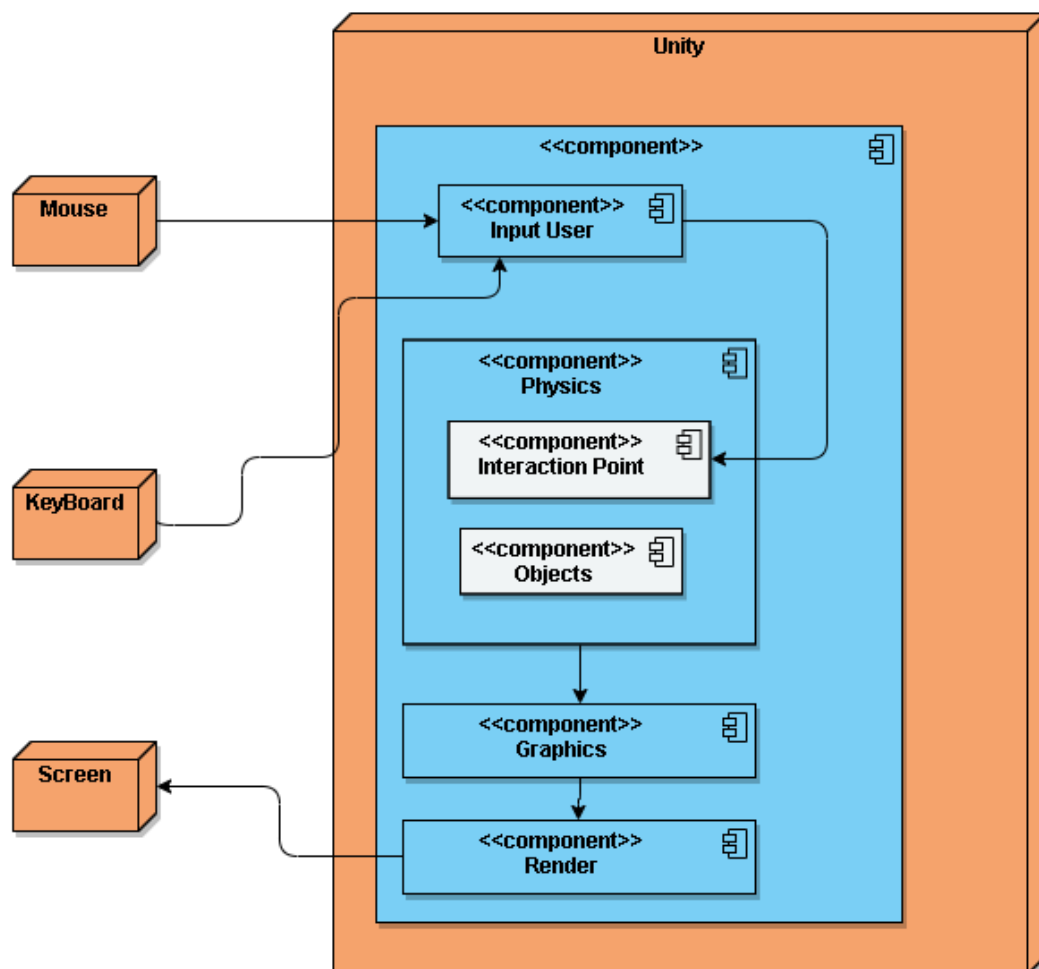 Unity
<<component>>
Mouse
<<component>>
Input User
<<component>>
Physics
<<component>>
Interaction Point
KeyBoard
<<component>>
Objects
<<component>>
Graphics
Screen
<<component>>
Render